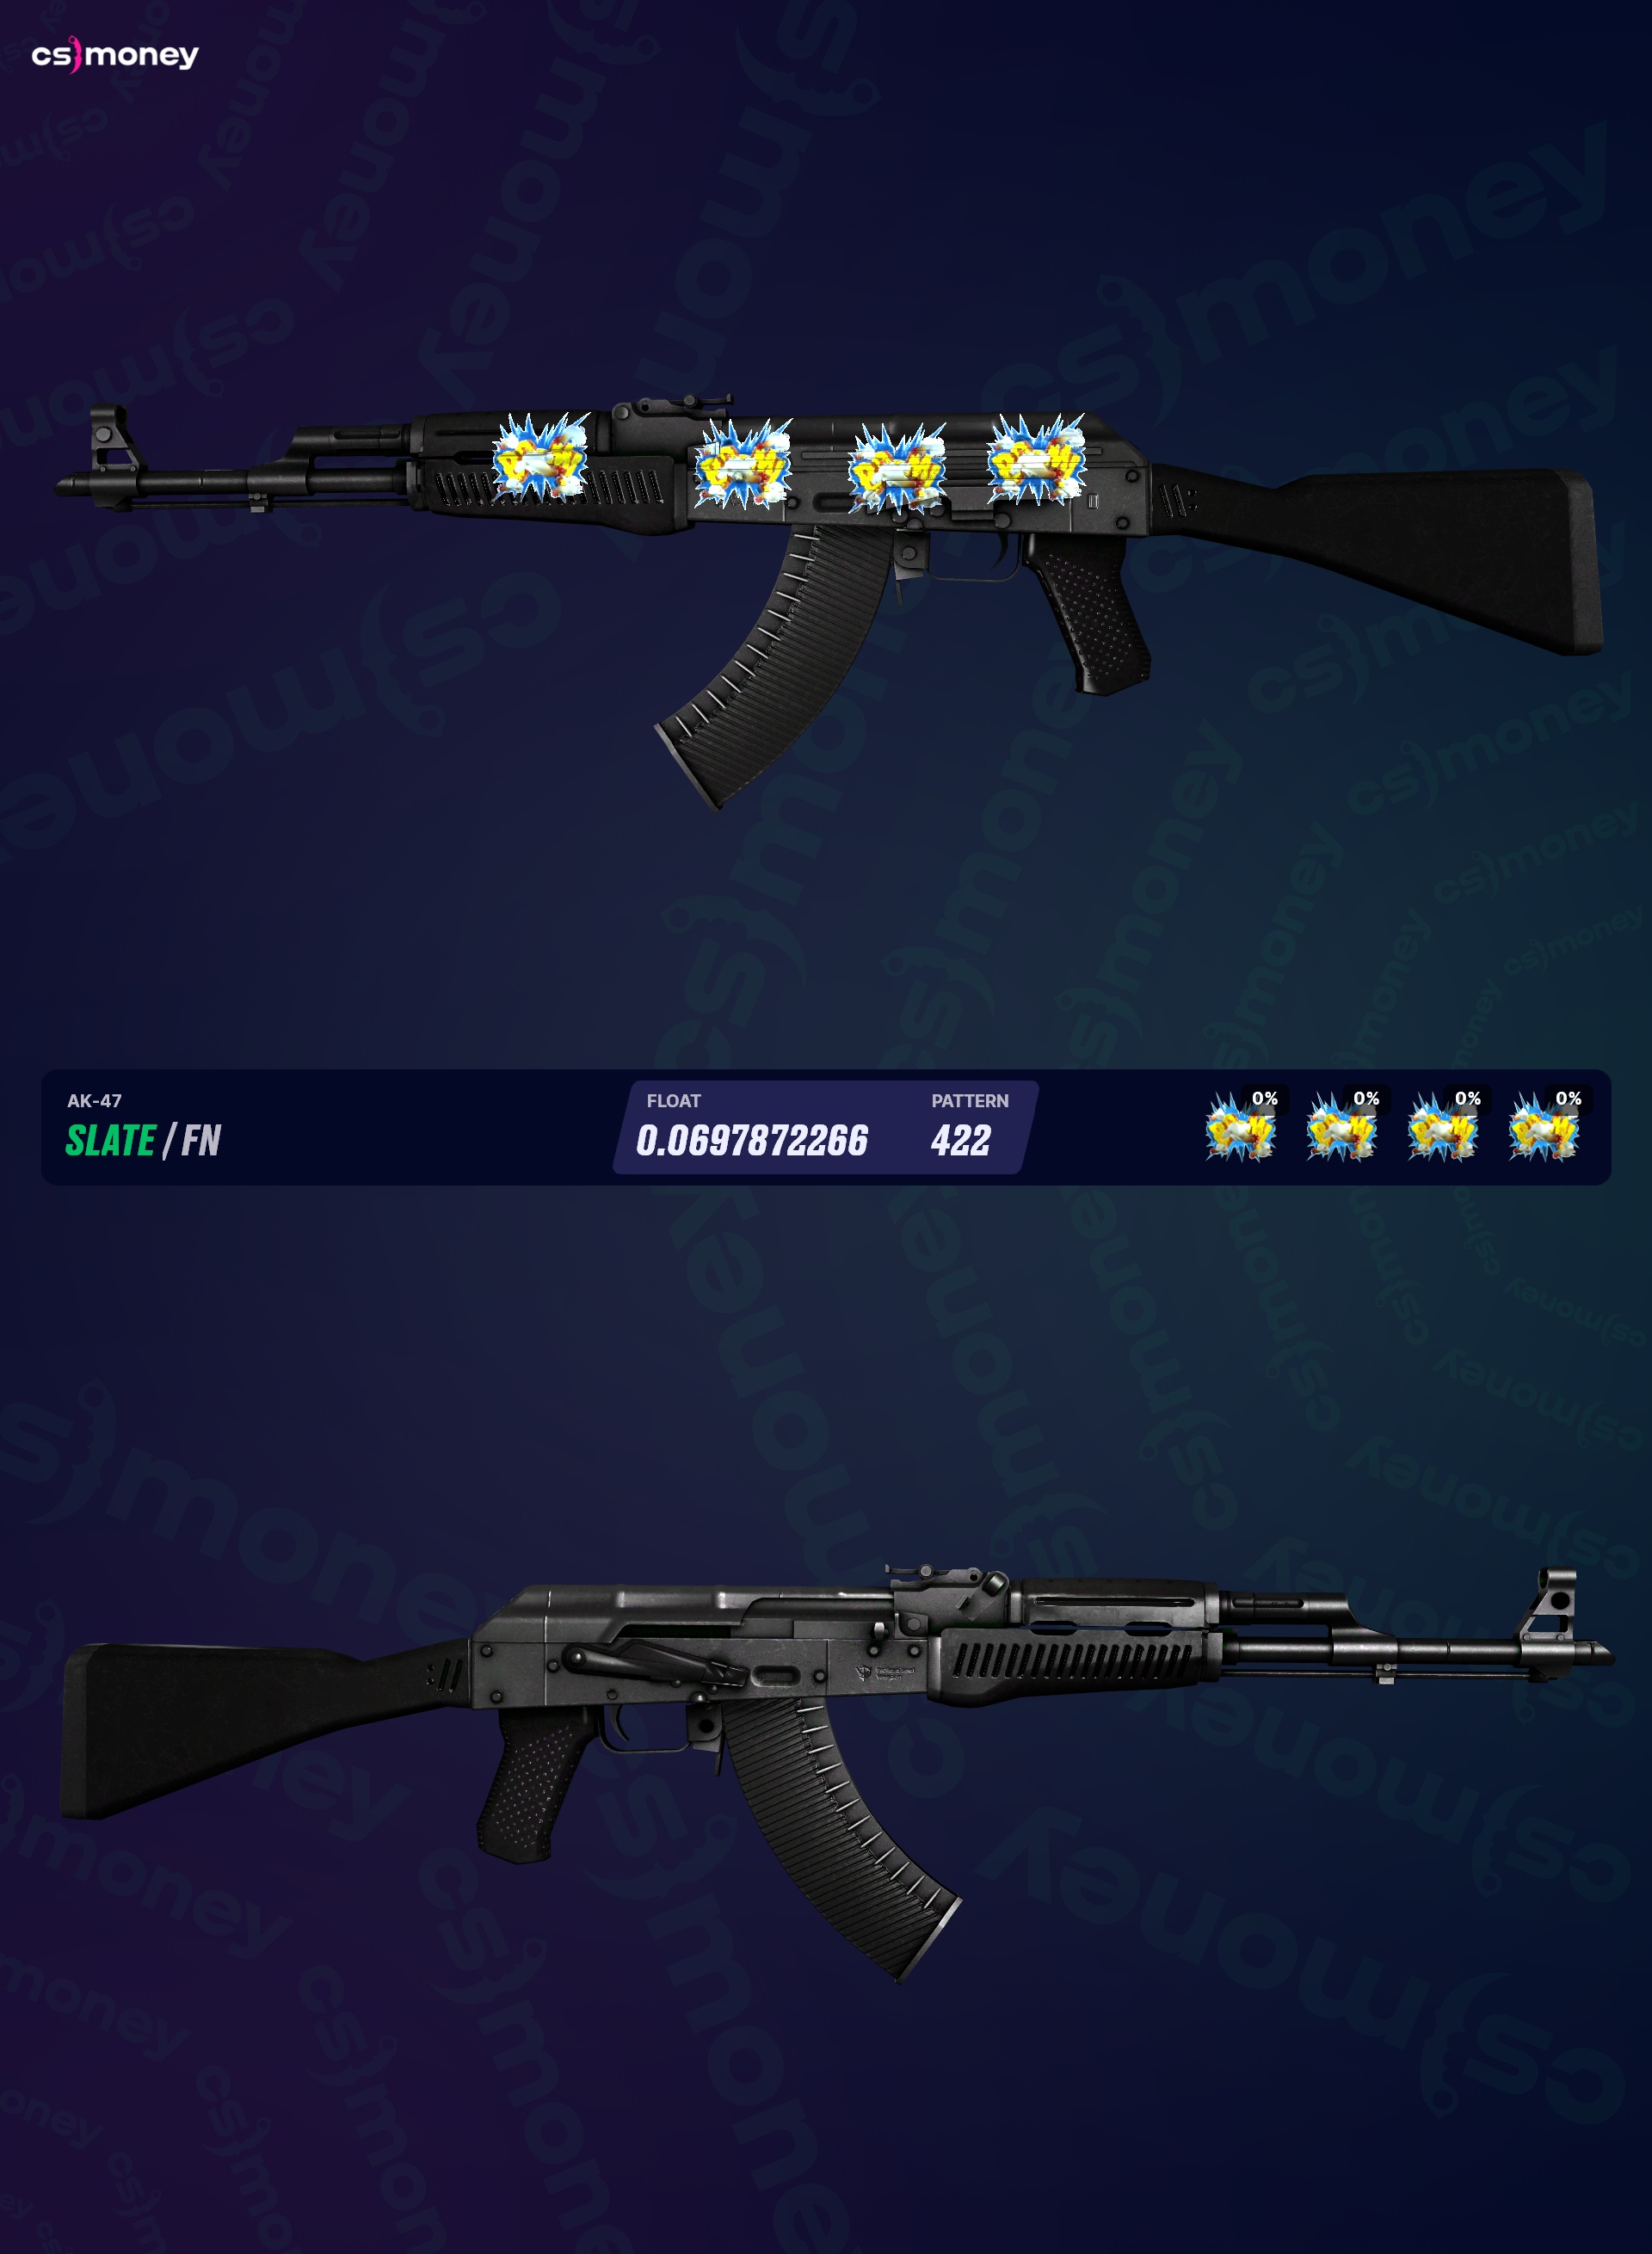 cs}money
AK-47
SLATE / FN
FLOAT
0.0697872266
PATTERN
422
0%
0%
0%
0%